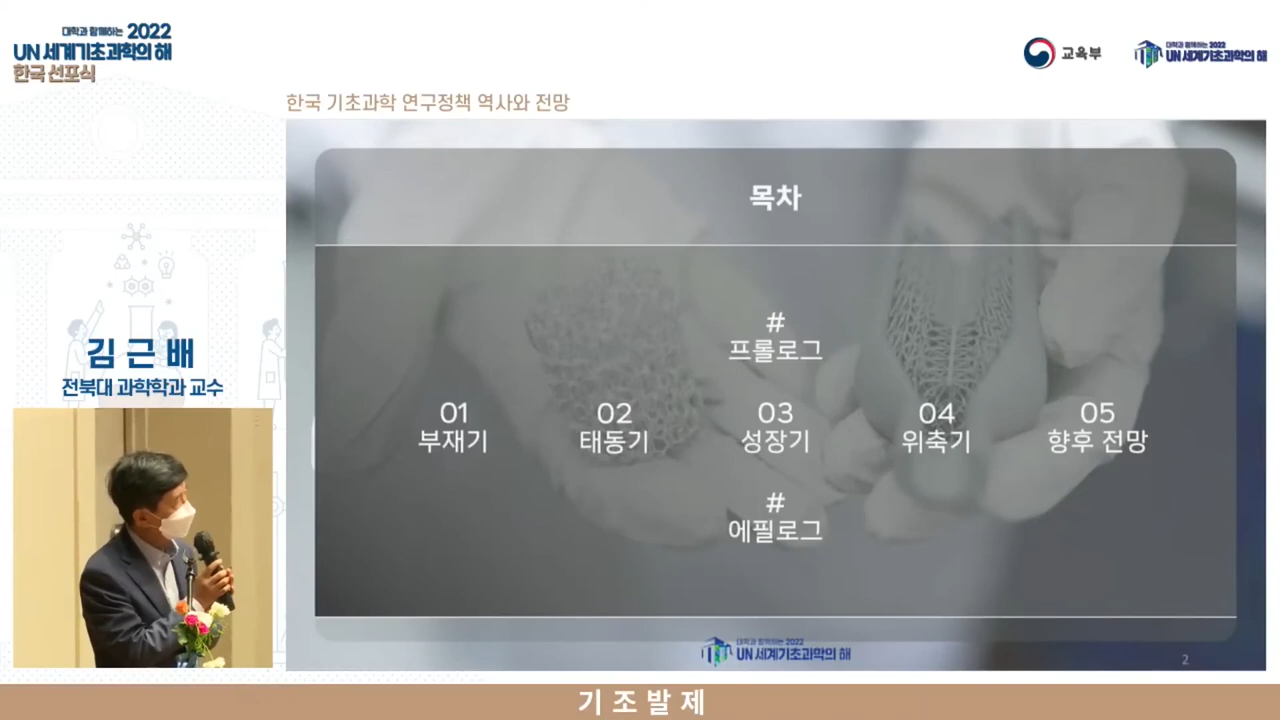 대학과 함께하는 2022
UN 세계기초과학의 해
한국 선포식
교육부
대학과 함께하는 2022
UN 세계기초과학의 해
한국 기초과학 연구정책 역사와 전망
목차
#
프롤로그
01
부재기
02
태동기
03
성장기
04
위축기
05
향후 전망
#
에필로그
김근배
전북대 과학학과 교수
대학과 함께하는 2022
UN 세계기초과학의 해
2
기조발제